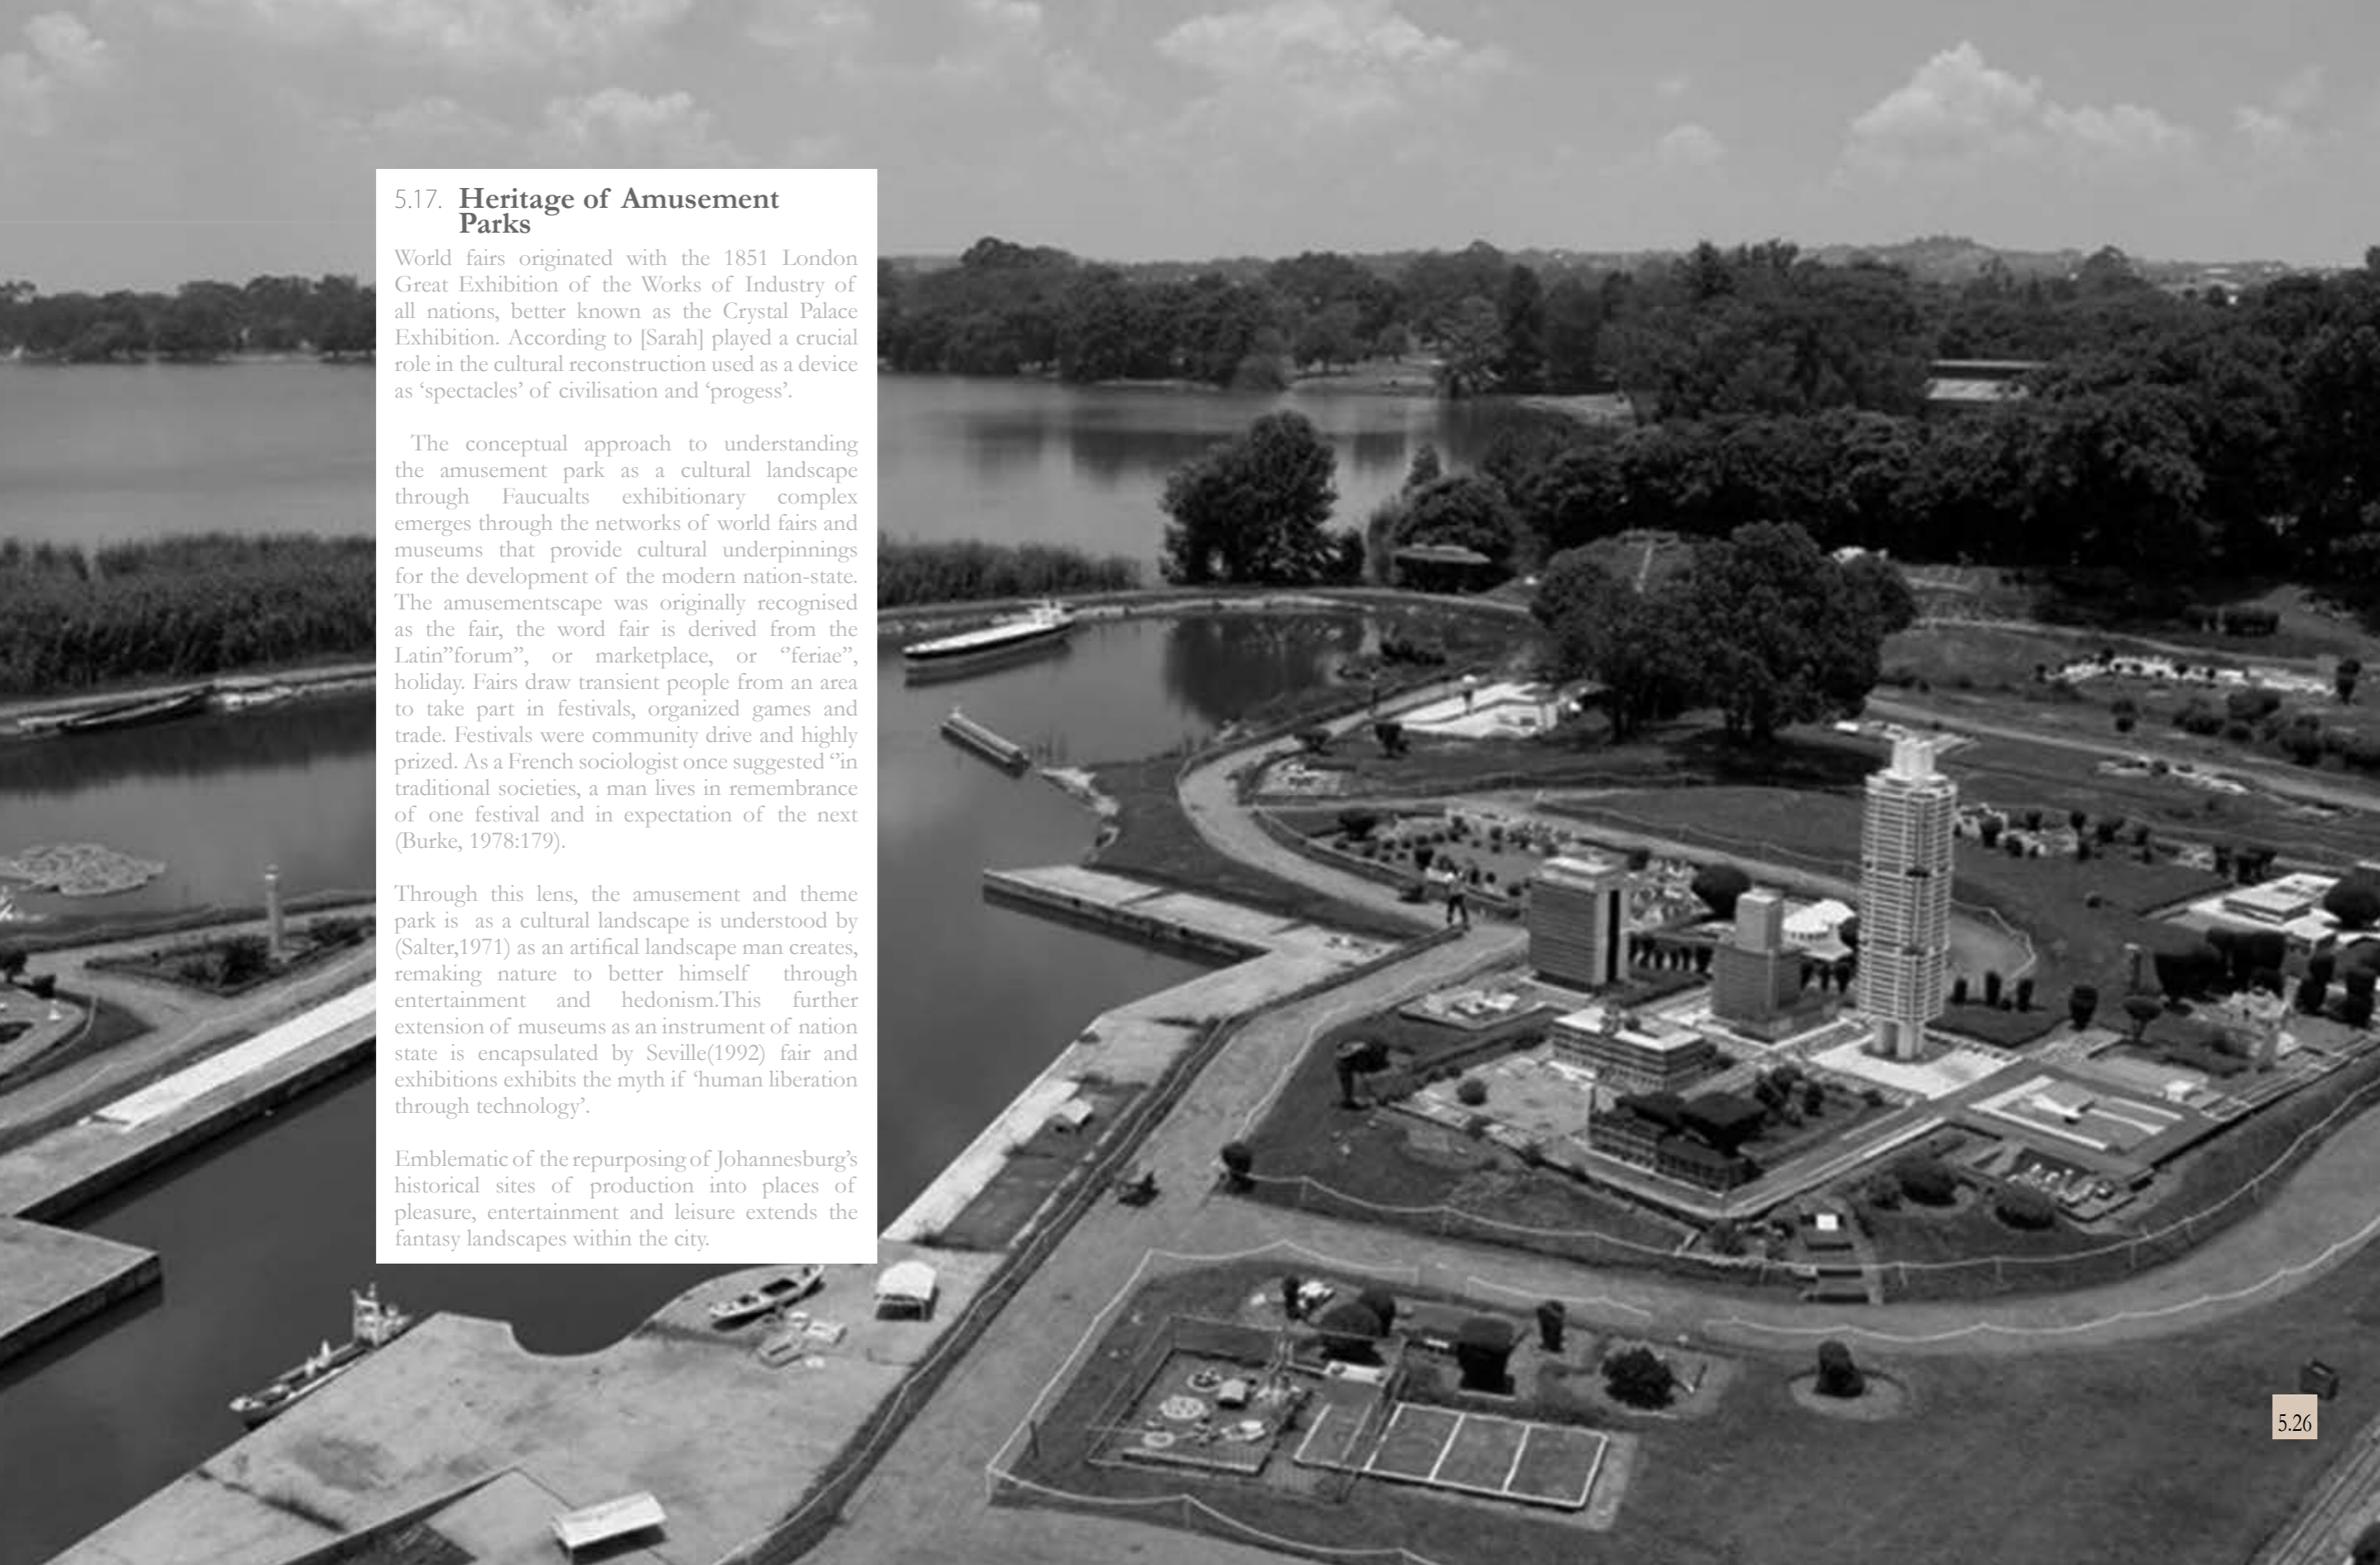 5.17. Heritage of Amusement
Parks
World fairs originated with the 1851 London
Great Exhibition of the Works of Industry of
all nations, better known as the Crystal Palace
Exhibition. According to [Sarah] played a crucial
role in the cultural reconstruction used as a device
as ‘spectacles’ of civilisation and ‘progess’.
The conceptual approach to understanding
the amusement park as a cultural landscape
through Faucualts exhibitionary complex
emerges through the networks of world fairs and
museums that provide cultural underpinnings
for the development of the modern nation-state.
The amusementscape was originally recognised
as the fair, the word fair is derived from the
Latin”forum”, or marketplace, or “feriae”,
holiday. Fairs draw transient people from an area
to take part in festivals, organized games and
trade. Festivals were community drive and highly
prized. As a French sociologist once suggested “in
traditional societies, a man lives in remembrance
of one festival and in expectation of the next
(Burke, 1978:179).
Through this lens, the amusement and theme
park is as a cultural landscape is understood by
(Salter,1971) as an artifical landscape man creates,
remaking nature to better himself through
entertainment and hedonism.This further
extension of museums as an instrument of nation
state is encapsulated by Seville(1992) fair and
exhibitions exhibits the myth if ‘human liberation
through technology’.
Emblematic of the repurposing of Johannesburg’s
historical sites of production into places of
pleasure, entertainment and leisure extends the
fantasy landscapes within the city.
5.26